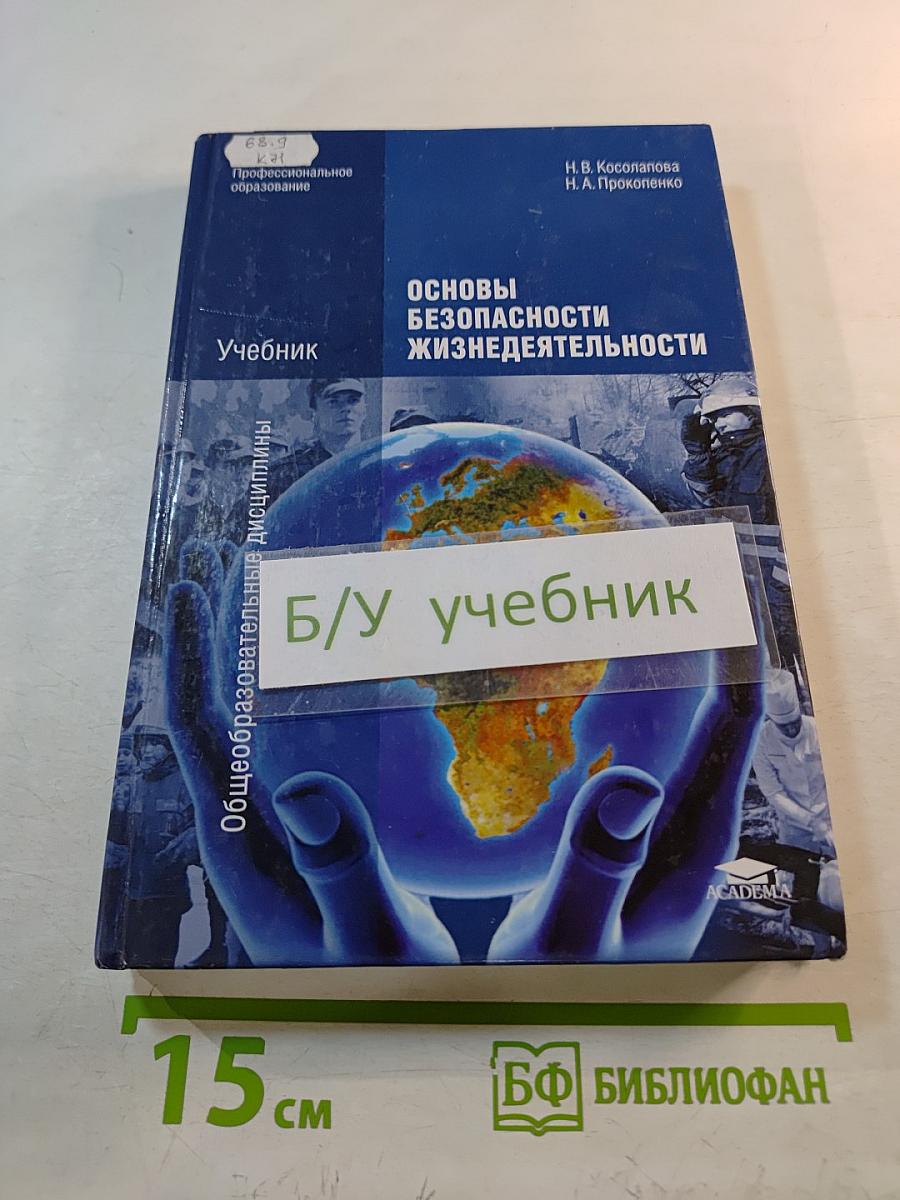 68.9
К71
Профессиональное
образование
Н. В. Косолапова
Н. А. Прокопенко
ОСНОВЫ
БЕЗОПАСНОСТИ
ЖИЗНЕДЕЯТЕЛЬНОСТИ
Учебник
Общеобразовательные дисциплины
Б/У учебник
ACADEMA
15 см
БФ БИБЛИОФАН